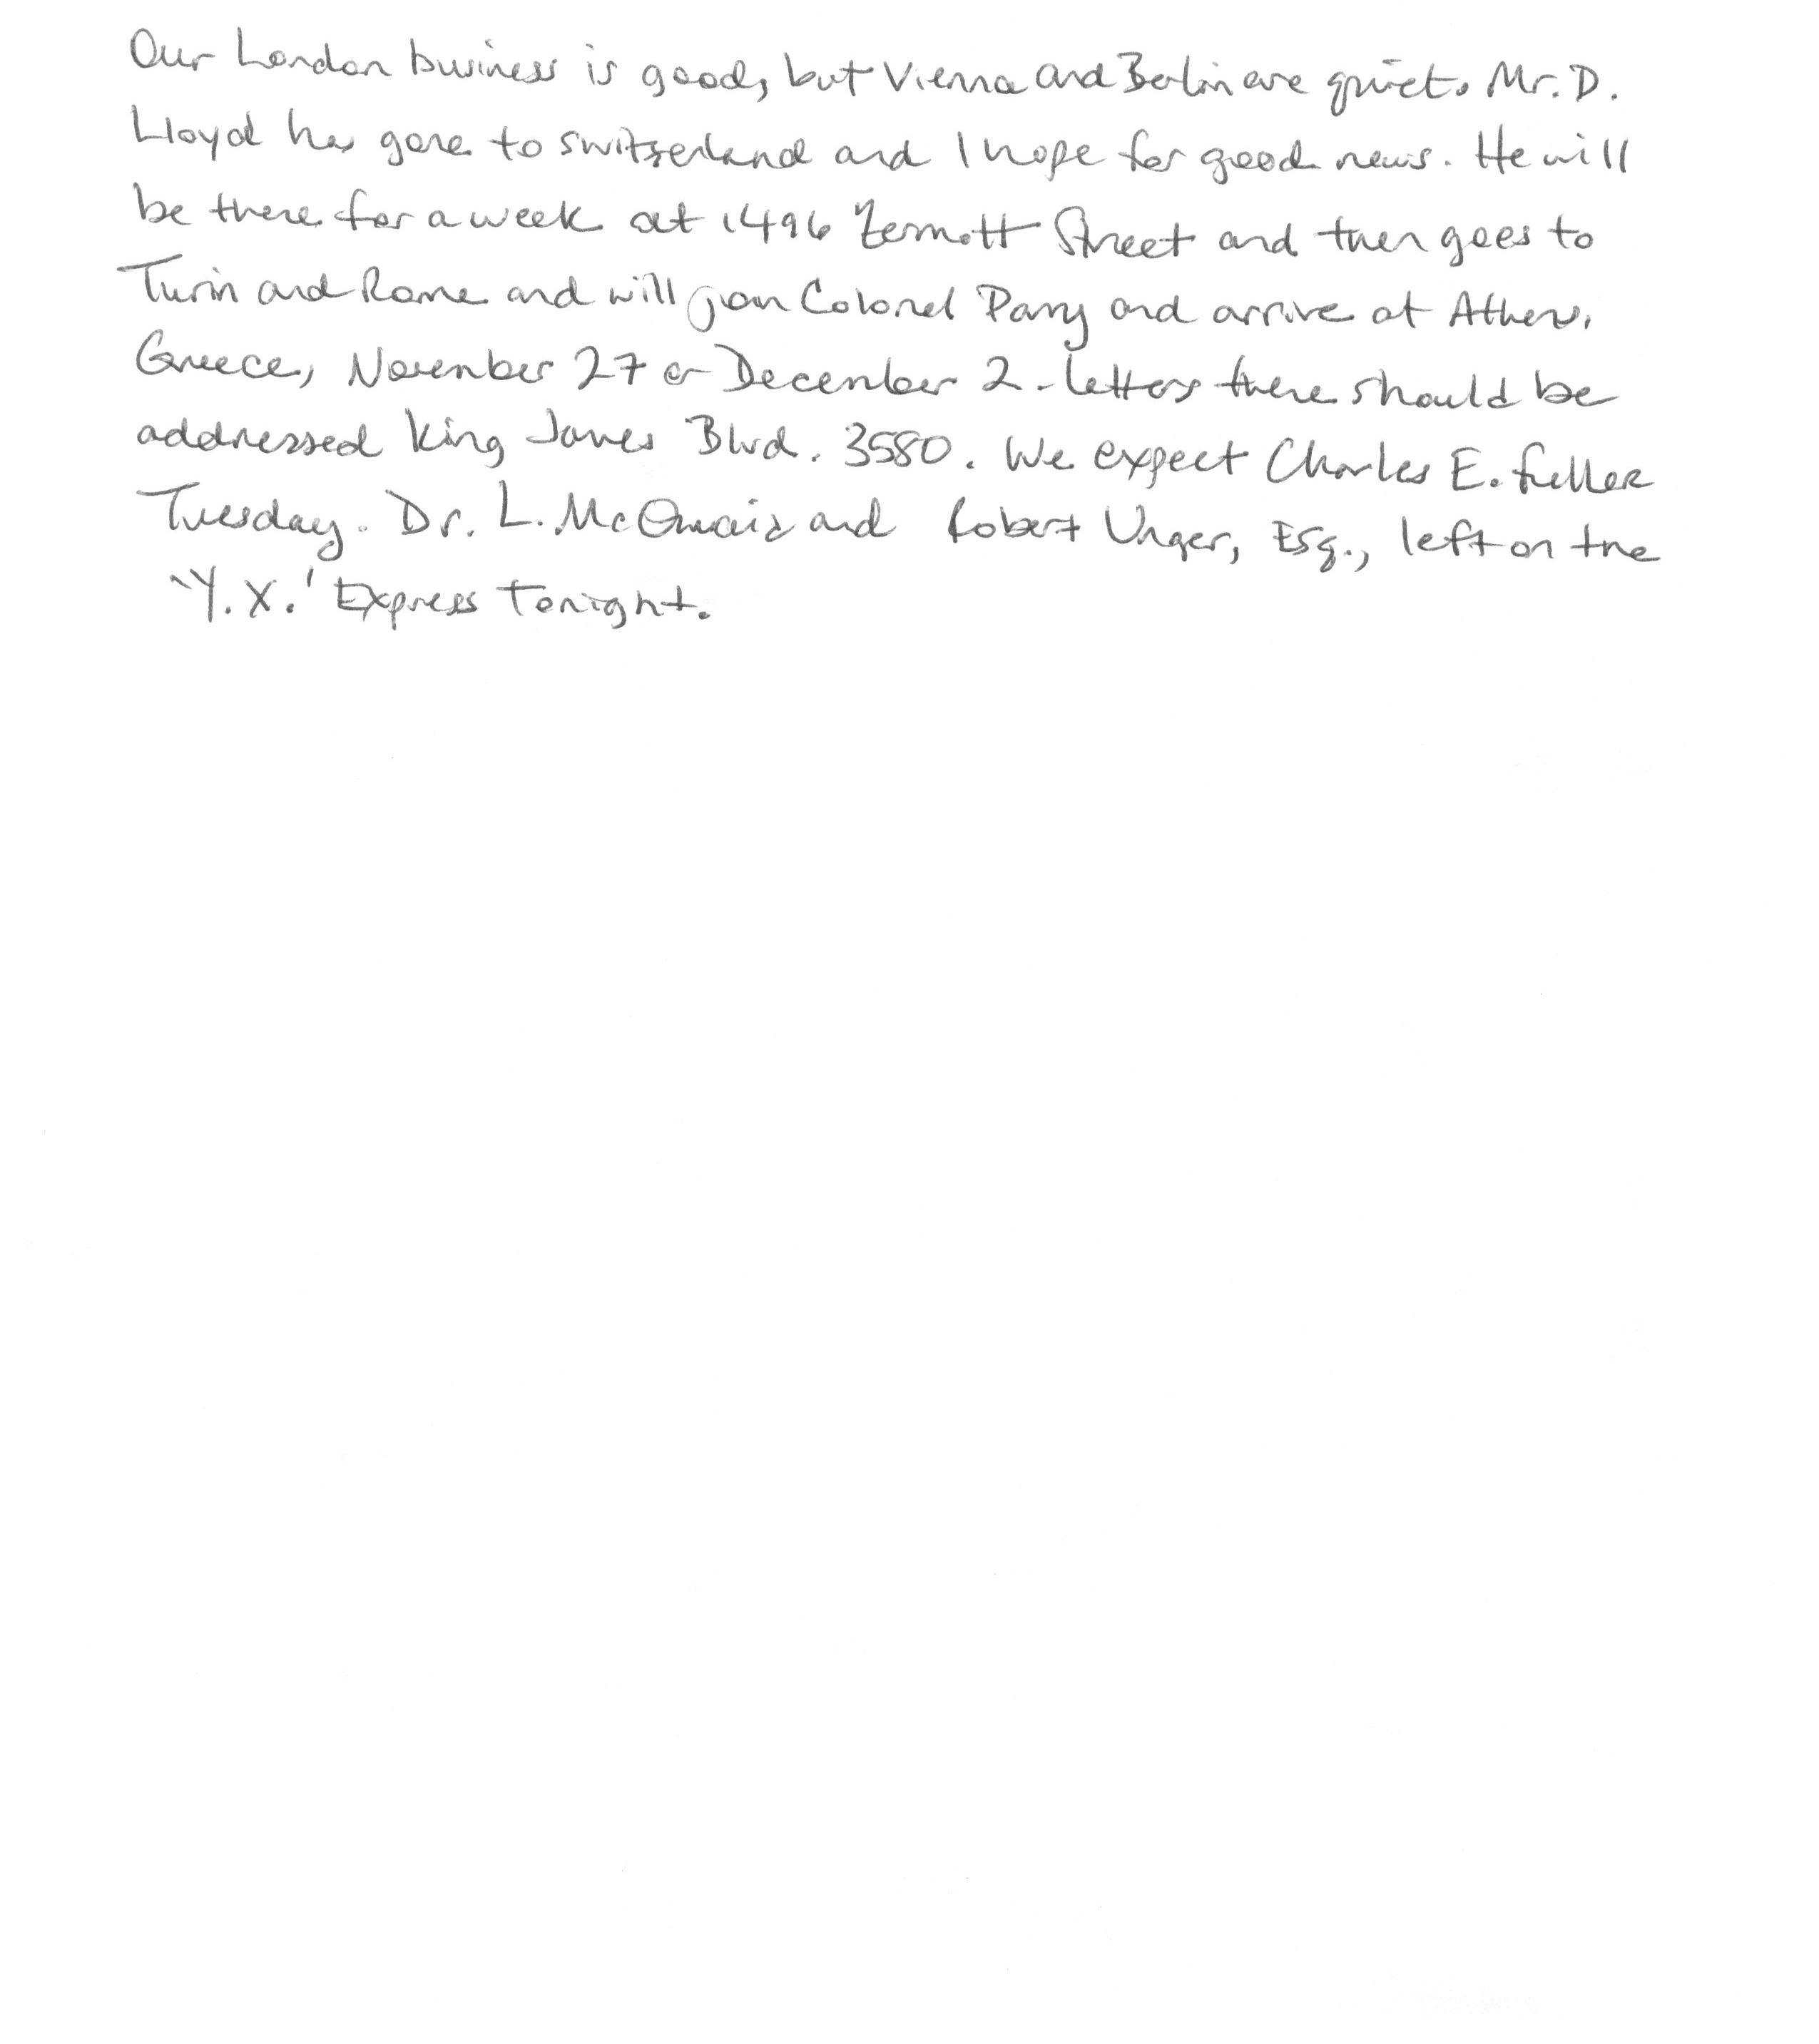 Our London business is good, but Vienna and Berlin are quiet. Mr. D.
Lloyd has gone to Switzerland and I hope for good news. He will
be there for a week at 1496 Zermott Street and then goes to
Turin and Rome and will join Colonel Parry and arrive at Athens,
Greece, November 27 or December 2. Letters there should be
addressed King James Blvd. 3580. We expect Charles E. Fuller
Tuesday. Dr. L. McQuaid and Robert Unger, Esq., left on the
'Y.X.' Express tonight.